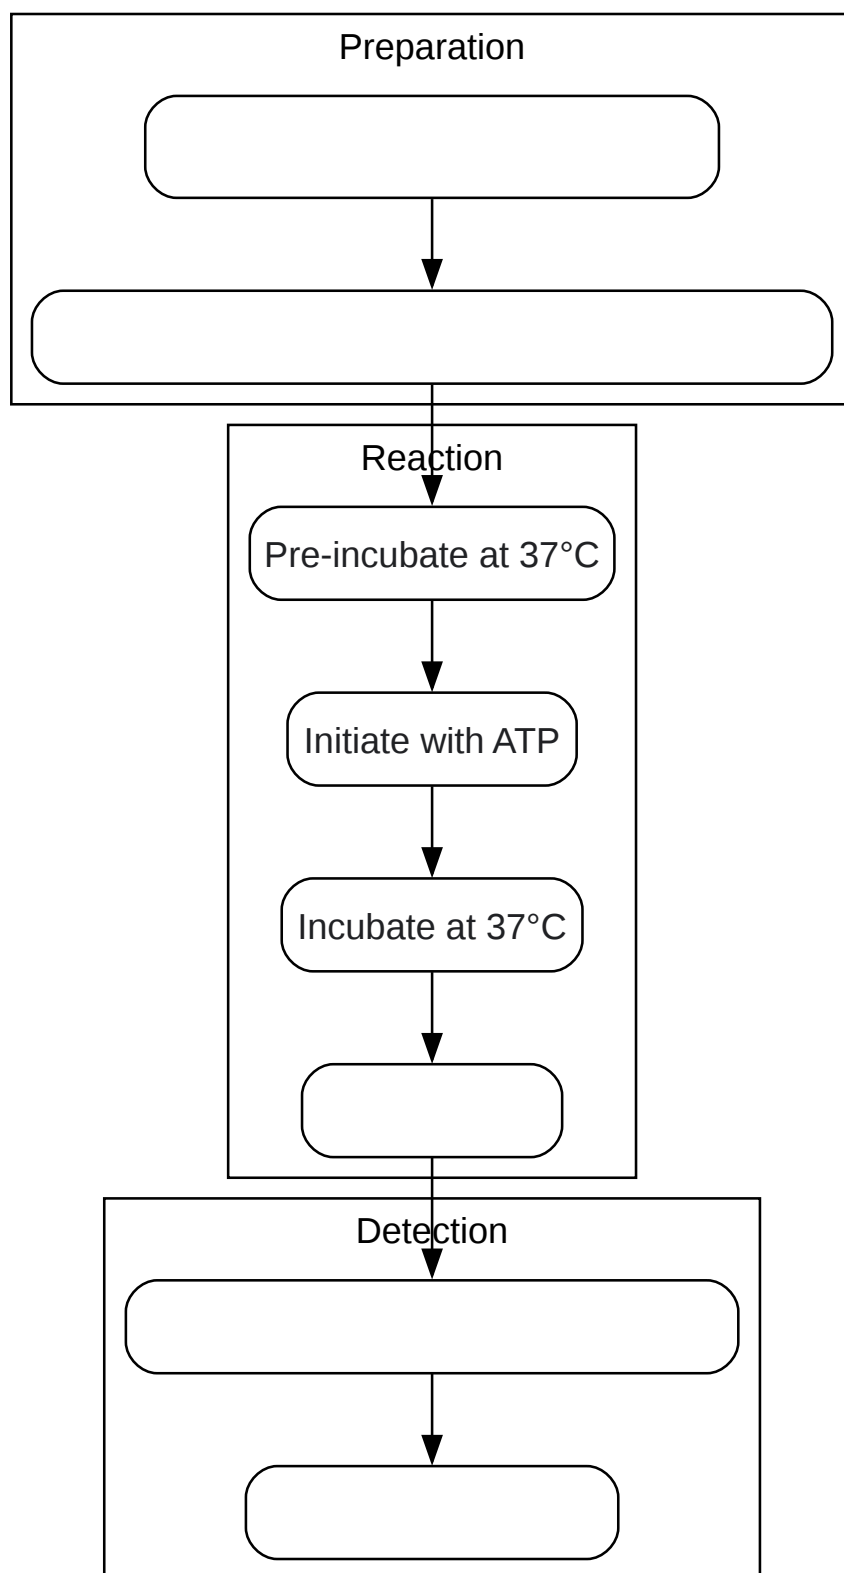 Preparation
Reaction
Pre-incubate at 37°C
Initiate with ATP
Incubate at 37°C
Detection